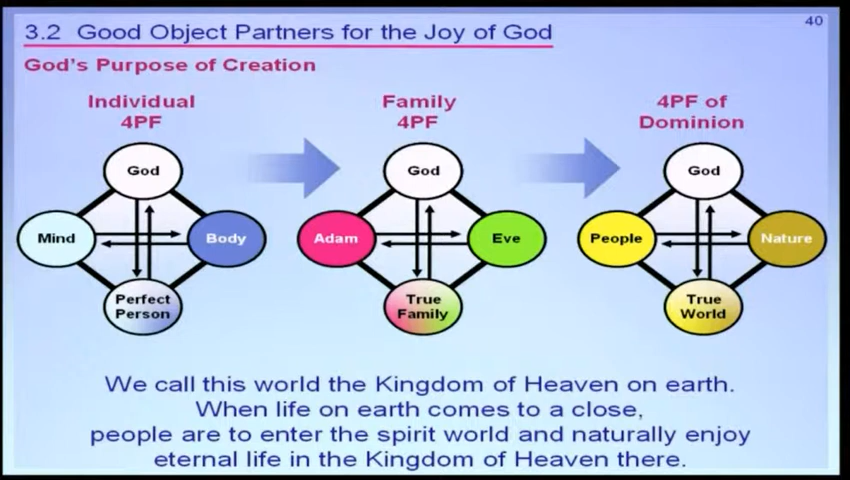 40
3.2 Good Object Partners for the Joy of God
God's Purpose of Creation
Individual
4PF
Family
4PF
4PF of
Dominion
God
God
God
Mind
Body
Adam
Eve
People
Nature
Perfect
Person
True
Family
True
World
We call this world the Kingdom of Heaven on earth.
When life on earth comes to a close,
people are to enter the spirit world and naturally enjoy
eternal life in the Kingdom of Heaven there.